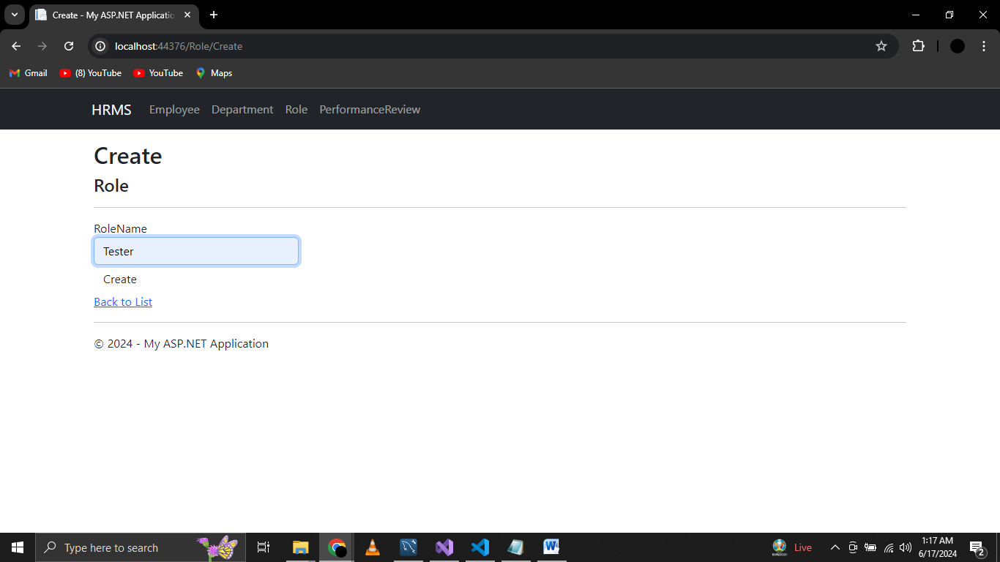 Create - My ASP.NET Applicatio
localhost:44376/Role/Create
Gmail (8) YouTube YouTube Maps
HRMS Employee Department Role PerformanceReview
Create
Role
RoleName
Tester
Create
Back to List
© 2024 - My ASP.NET Application
Type here to search
Live
1:17 AM
6/17/2024
2